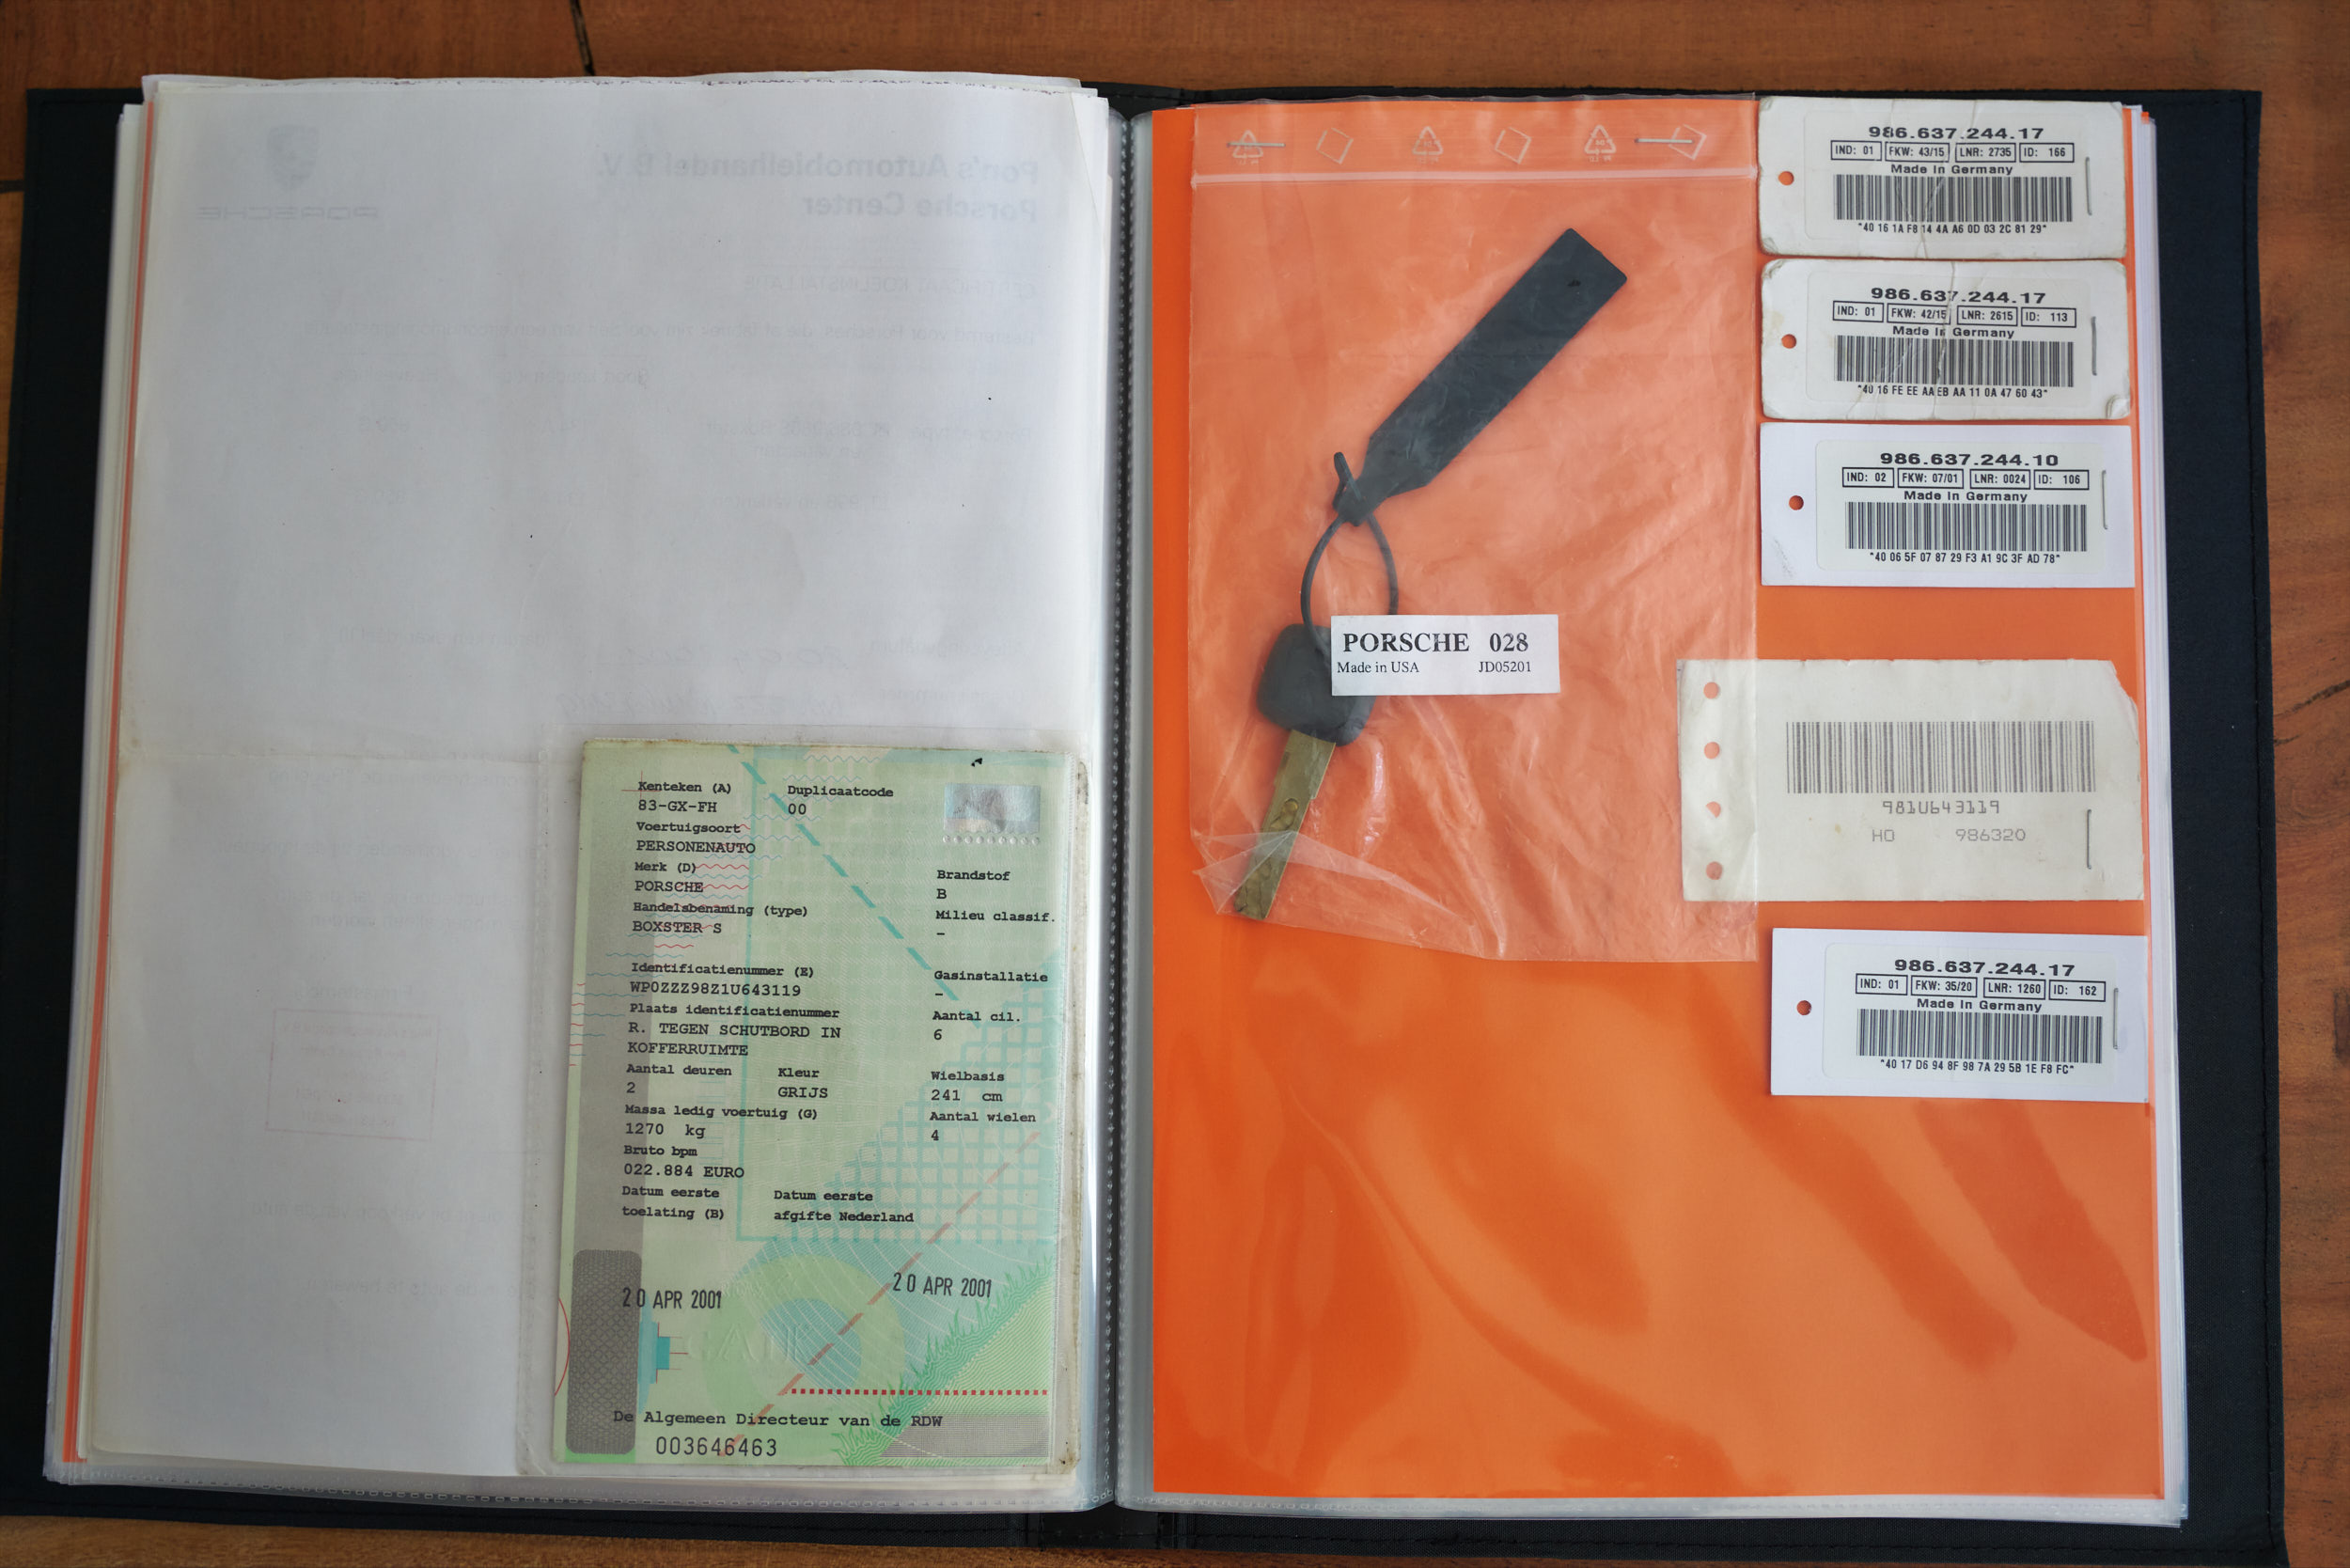 Pon's Automobielhandel B.V.
Porsche Center
PORSCHE
CERTIFICAAT KOELINSTALLATIE
Kenteken (A) Duplicaatcode
83-GX-FH 00
Voertuigsoort
PERSONENAUTO
Merk (D) Brandstof
PORSCHE B
Handelsbenaming (type) Milieu classif.
BOXSTER S -
Identificatienummer (E) Gasinstallatie
WP0ZZZ98Z1U643119 -
Plaats identificatienummer Aantal cil.
R. TEGEN SCHUTBORD IN 6
KOFFERRUIMTE
Aantal deuren Kleur Wielbasis
2 GRIJS 241 cm
Massa ledig voertuig (G) Aantal wielen
1270 kg 4
Bruto bpm
022.884 EURO
Datum eerste Datum eerste
toelating (B) afgifte Nederland
20 APR 2001 20 APR 2001
De Algemeen Directeur van de RDW
003646463
PORSCHE 028
Made in USA JD05201
986.637.244.17
IND: 01 FKW: 43/15 LNR: 2735 ID: 166
Made In Germany
*40 16 1A F8 14 4A A6 0D 03 2C 81 29*
986.637.244.17
IND: 01 FKW: 42/15 LNR: 2615 ID: 113
Made In Germany
*40 16 FE EE AA EB AA 11 0A 47 60 43*
986.637.244.10
IND: 02 FKW: 07/01 LNR: 0024 ID: 106
Made In Germany
*40 06 5F 07 87 29 F3 A1 9C 3F AD 78*
981U643119
HO 986320
986.637.244.17
IND: 01 FKW: 35/20 LNR: 1260 ID: 162
Made In Germany
*40 17 D6 94 8F 98 7A 29 5B 1E F8 FC*